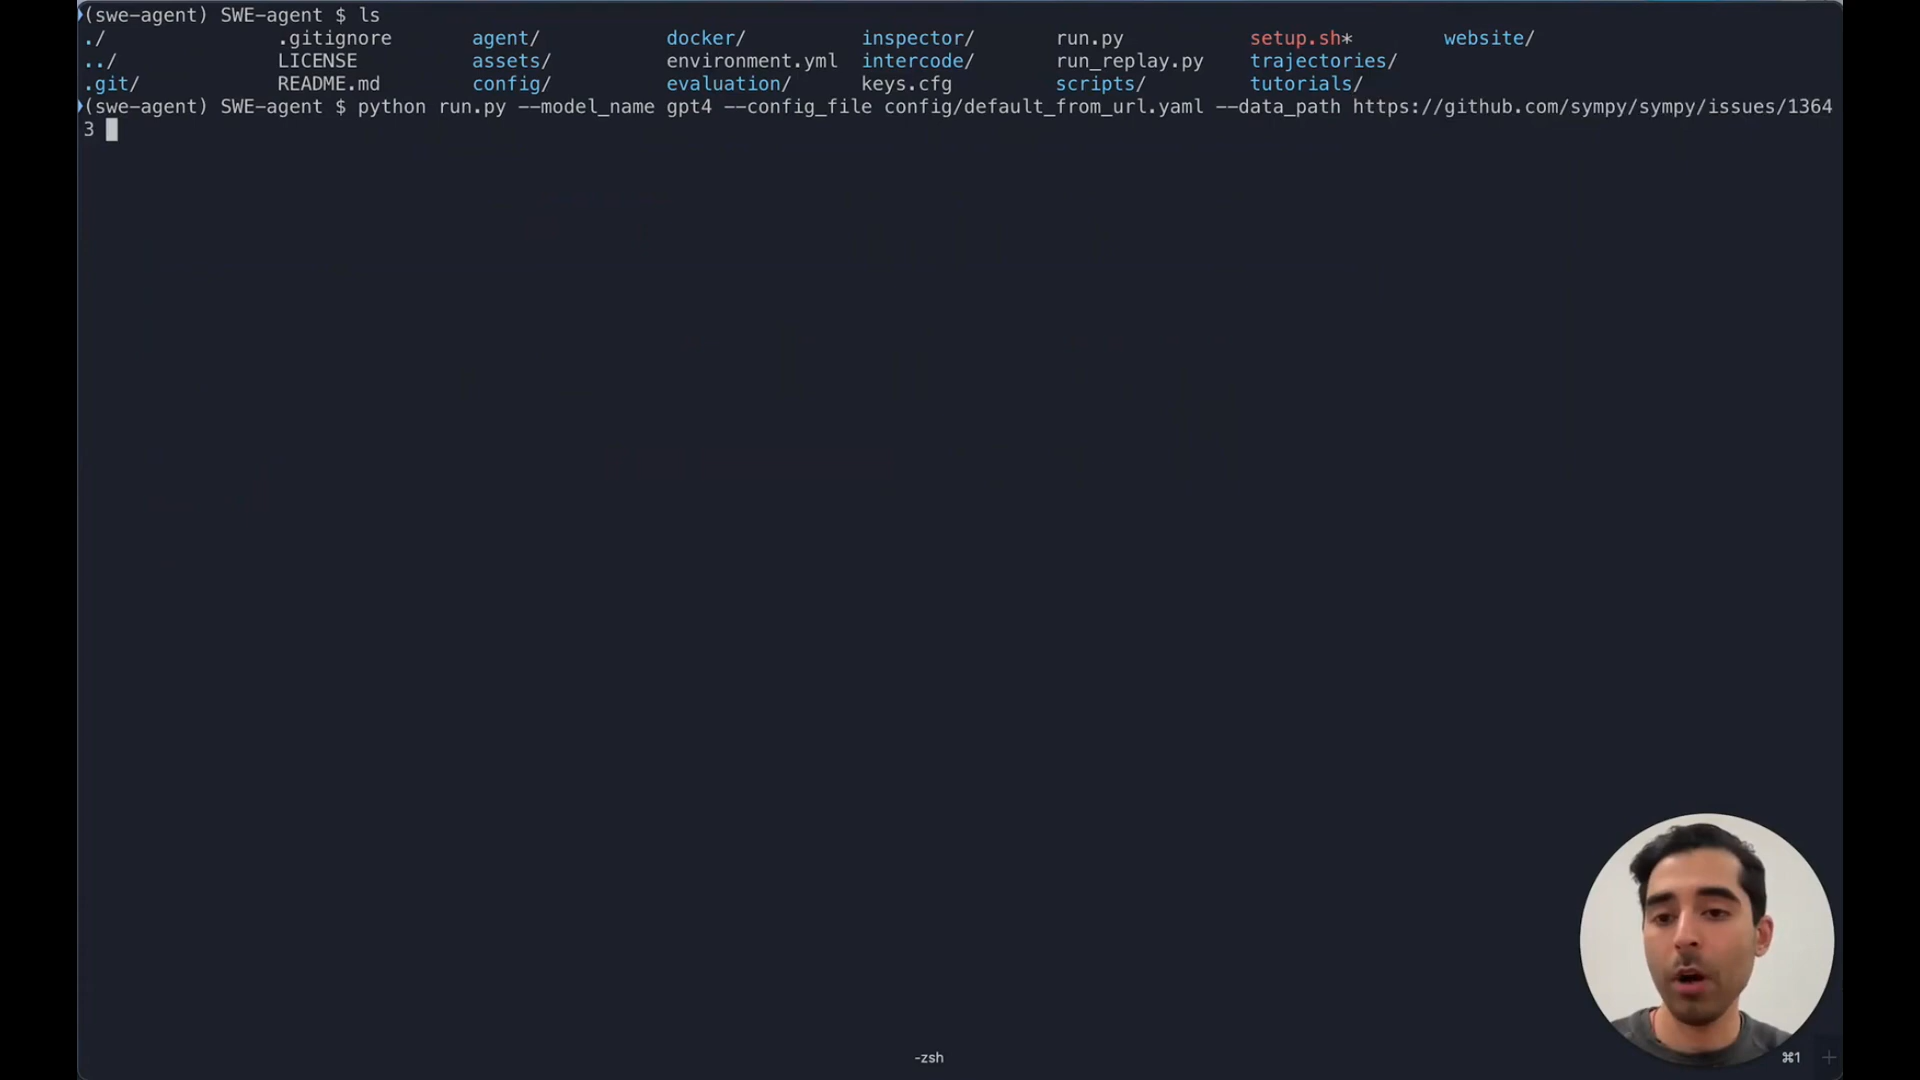 (swe-agent) SWE-agent $ ls
./ .gitignore agent/ docker/ inspector/ run.py setup.sh* website/
../ LICENSE assets/ environment.yml intercode/ run_replay.py trajectories/
.git/ README.md config/ evaluation/ keys.cfg scripts/ tutorials/
(swe-agent) SWE-agent $ python run.py --model_name gpt4 --config_file config/default_from_url.yaml --data_path https://github.com/sympy/sympy/issues/1364
3
-zsh
⌘1 +